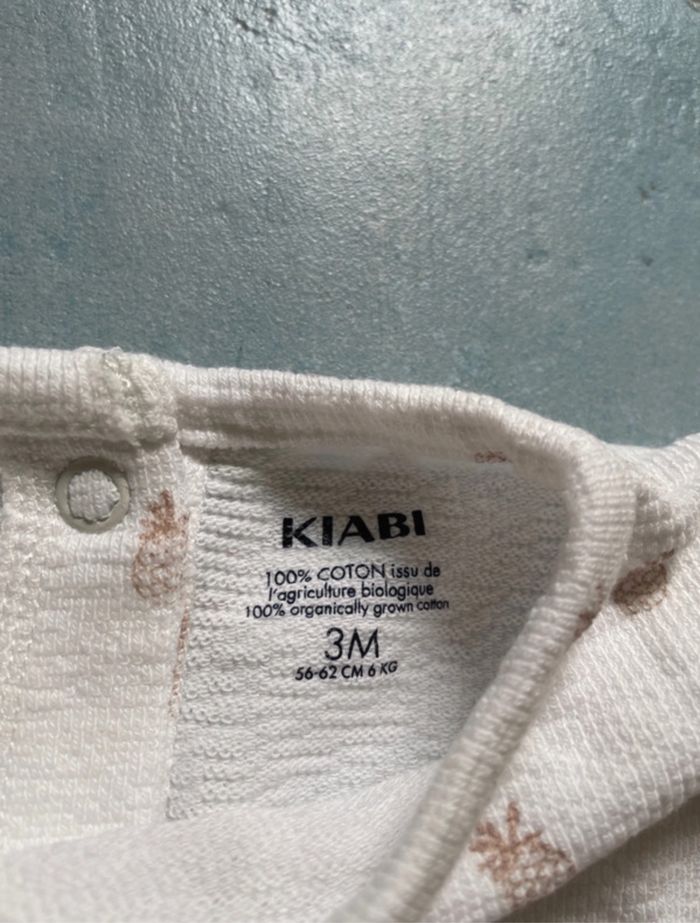 KIABI
100% COTON issu de
l'agriculture biologique
100% organically grown cotton
3M
56-62 CM 6 KG